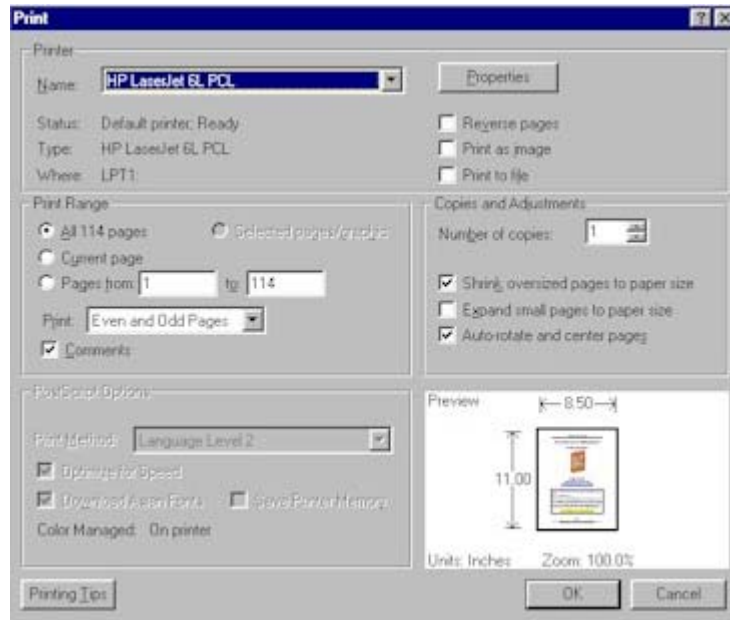 Print
Printer
Name: HP LaserJet 6L PCL
Properties
Status: Default printer; Ready
Type: HP LaserJet 6L PCL
Where: LPT1:
Reverse pages
Print as image
Print to file
Print Range
All 114 pages
Selected pages/graphic
Current page
Pages from: 1 to: 114
Print: Even and Odd Pages
Comments
Copies and Adjustments
Number of copies: 1
Shrink oversized pages to paper size
Expand small pages to paper size
Auto-rotate and center pages
PostScript Options
Print Method: Language Level 2
Optimize for Speed
Download Asian Fonts
Save Printer Memory
Color Managed: On printer
Preview
8.50
11.00
Units: Inches Zoom: 100.0%
Printing Tips
OK
Cancel